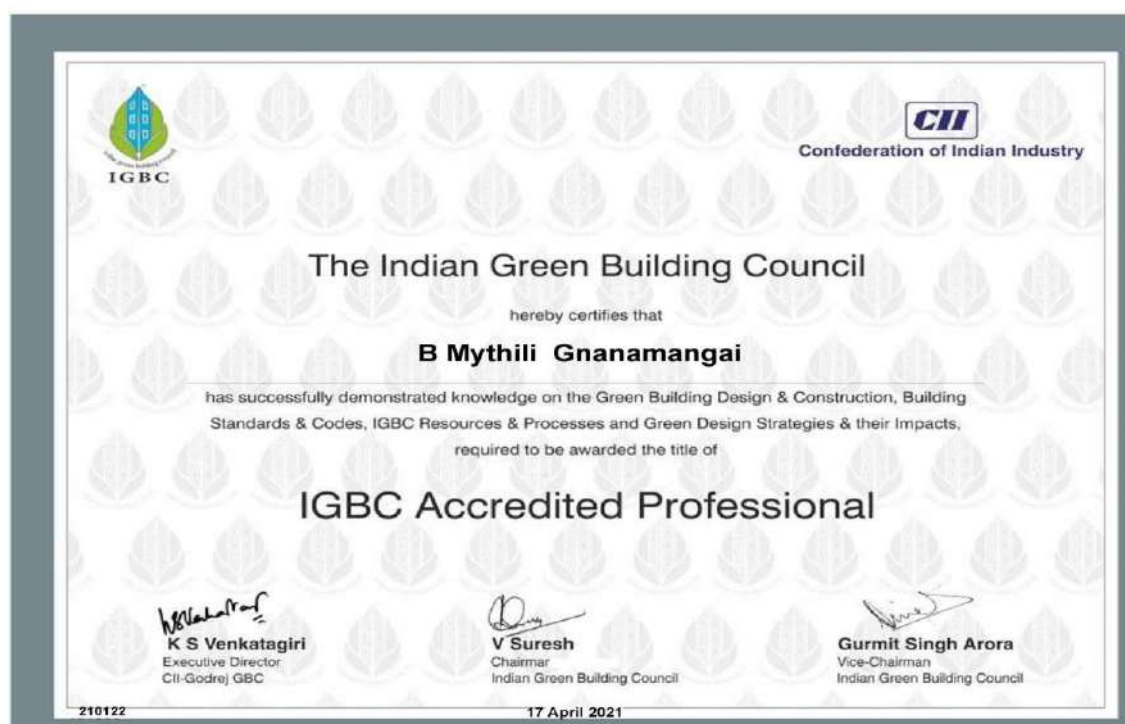 IGBC
CII
Confederation of Indian Industry
The Indian Green Building Council
hereby certifies that
B Mythili Gnanamangai
has successfully demonstrated knowledge on the Green Building Design & Construction, Building
Standards & Codes, IGBC Resources & Processes and Green Design Strategies & their Impacts,
required to be awarded the title of
IGBC Accredited Professional
K S Venkatagiri
Executive Director
CII-Godrej GBC
V Suresh
Chairman
Indian Green Building Council
Gurmit Singh Arora
Vice-Chairman
Indian Green Building Council
210122
17 April 2021